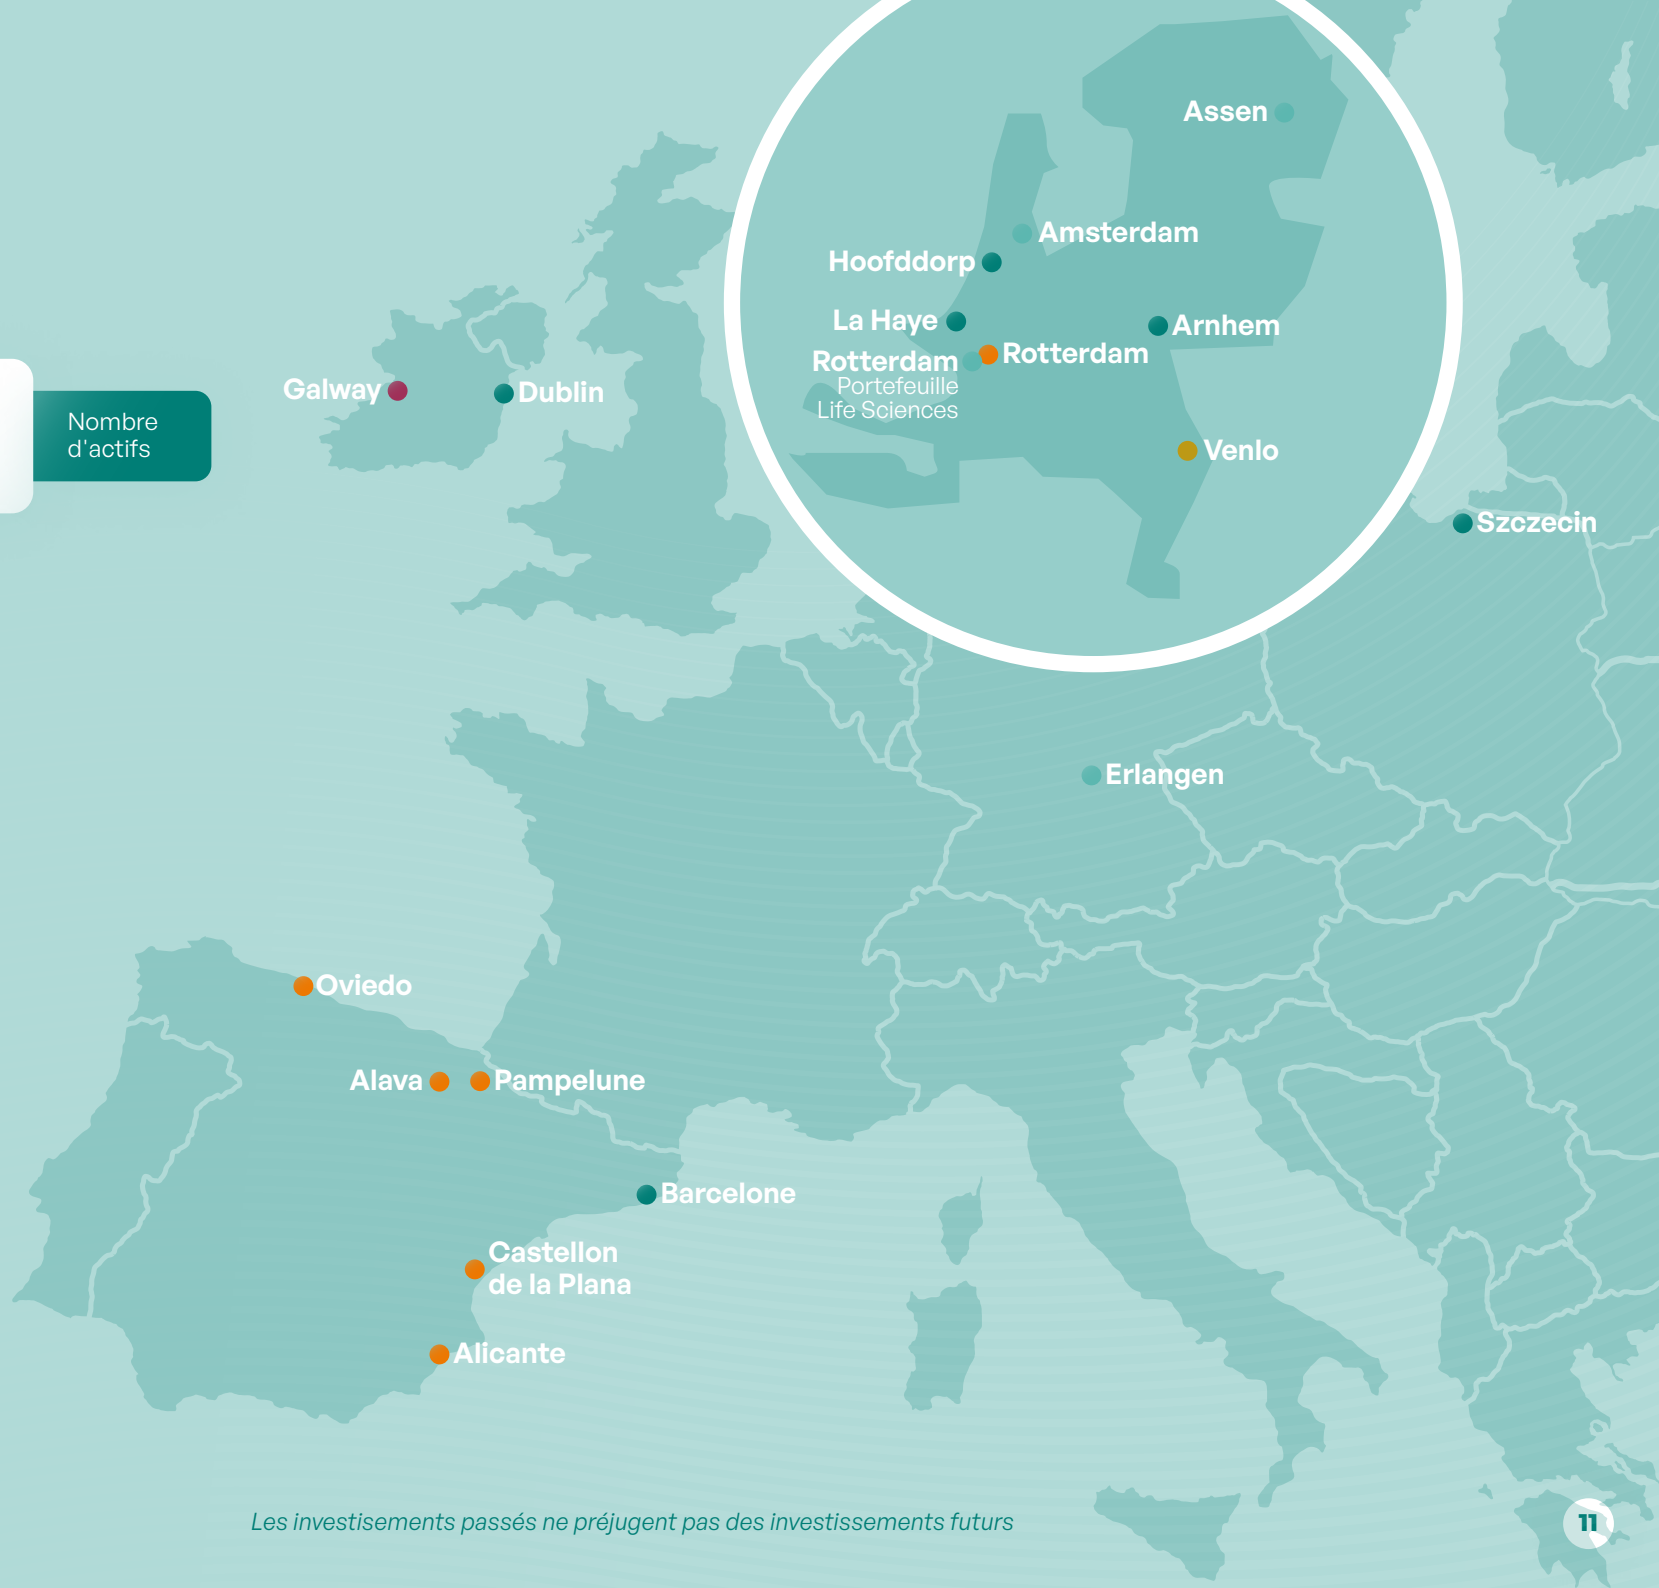 Assen
Amsterdam
Hoofddorp
La Haye
Arnhem
Rotterdam
Rotterdam
Portefeuille
Life Sciences
Galway
Dublin
Nombre
d'actifs
Venlo
Szczecin
Erlangen
Oviedo
Alava
Pampelune
Barcelone
Castellon
de la Plana
Alicante
Les investisements passés ne préjugent pas des investissements futurs
11